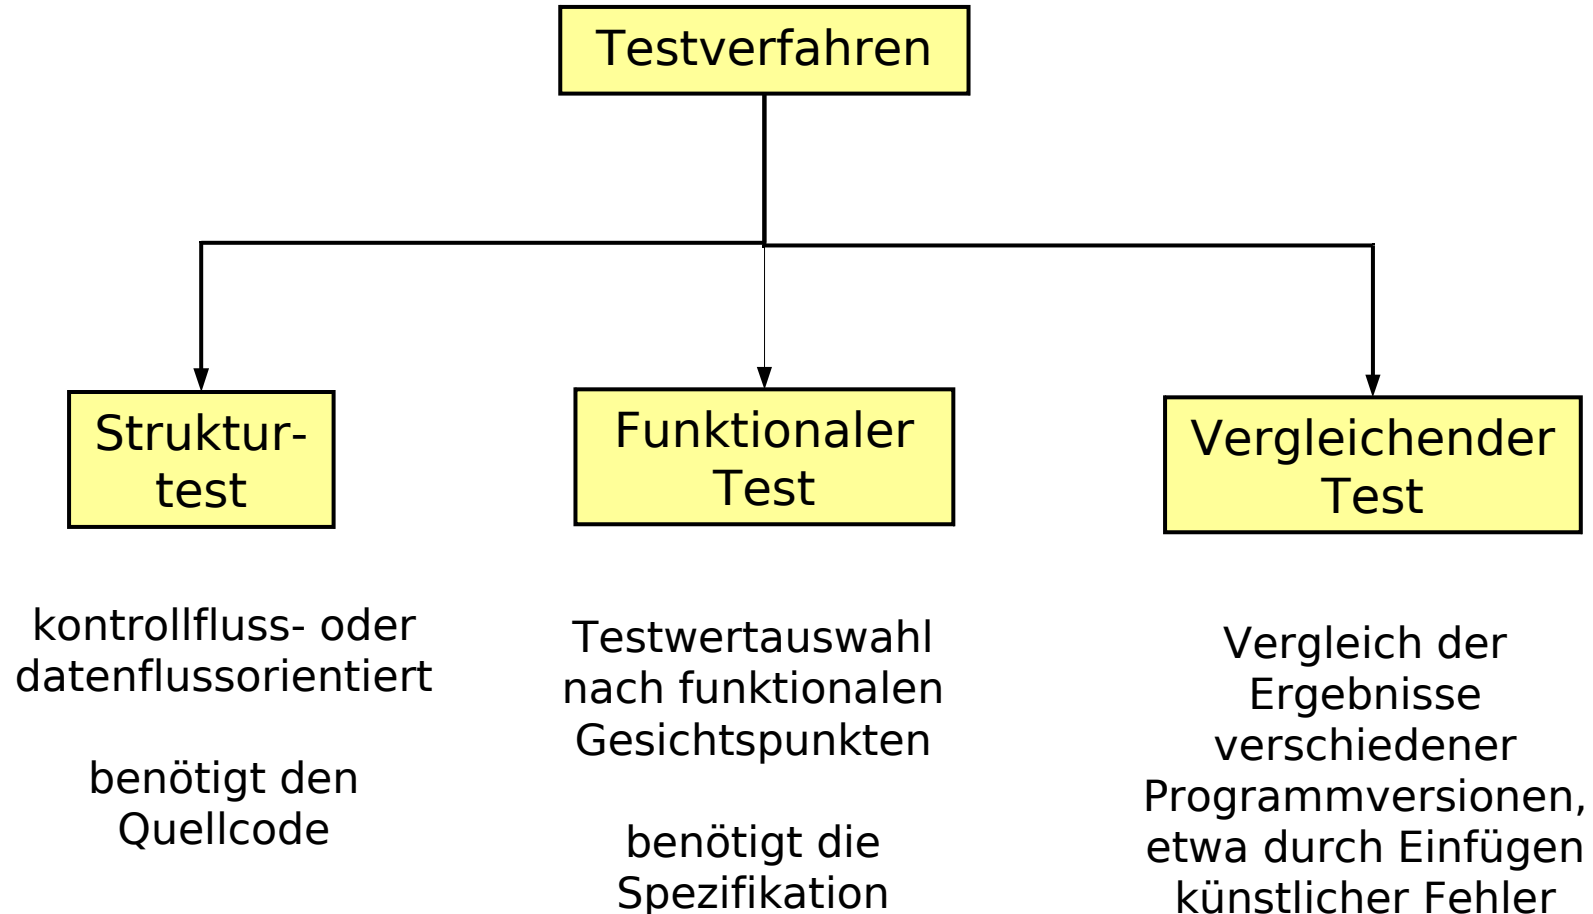 Testverfahren
Struktur-
test
Funktionaler
Test
Vergleichender
Test
kontrollfluss- oder
datenflussorientiert
benötigt den
Quellcode
Testwertauswahl
nach funktionalen
Gesichtspunkten
benötigt die
Spezifikation
Vergleich der
Ergebnisse
verschiedener
Programmversionen,
etwa durch Einfügen
künstlicher Fehler